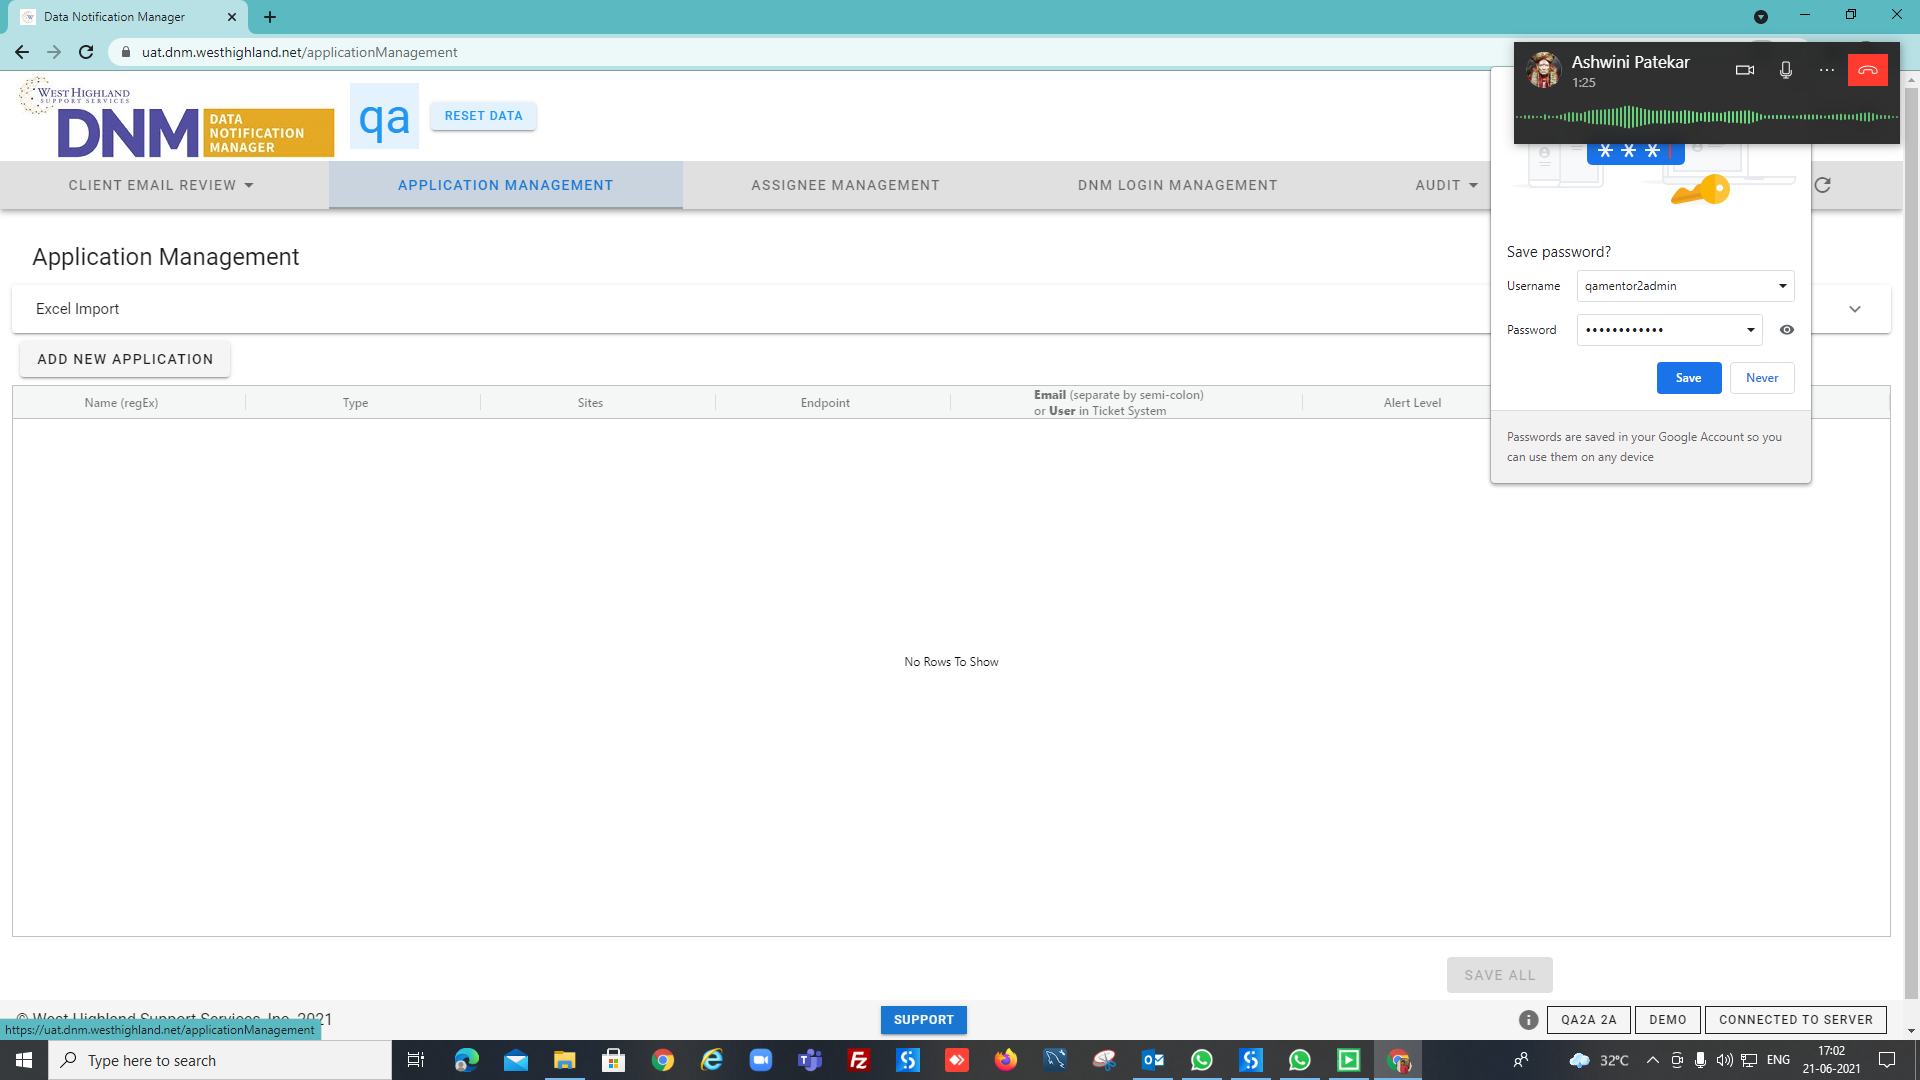 Data Notification Manager
uat.dnm.westhighland.net/applicationManagement
Ashwini Patekar
1:25
WEST HIGHLAND
SUPPORT SERVICES
DNM
DATA
NOTIFICATION
MANAGER
qa
RESET DATA
CLIENT EMAIL REVIEW
APPLICATION MANAGEMENT
ASSIGNEE MANAGEMENT
DNM LOGIN MANAGEMENT
AUDIT
Application Management
Excel Import
ADD NEW APPLICATION
Name (regEx)
Type
Sites
Endpoint
Email (separate by semi-colon)
or User in Ticket System
Alert Level
Save password?
Username
qamentor2admin
Password
••••••••••••
Save
Never
Passwords are saved in your Google Account so you
can use them on any device
No Rows To Show
SAVE ALL
© West Highland Support Services, Inc. 2021
https://uat.dnm.westhighland.net/applicationManagement
SUPPORT
QA2A 2A
DEMO
CONNECTED TO SERVER
Type here to search
32°C
ENG
17:02
21-06-2021